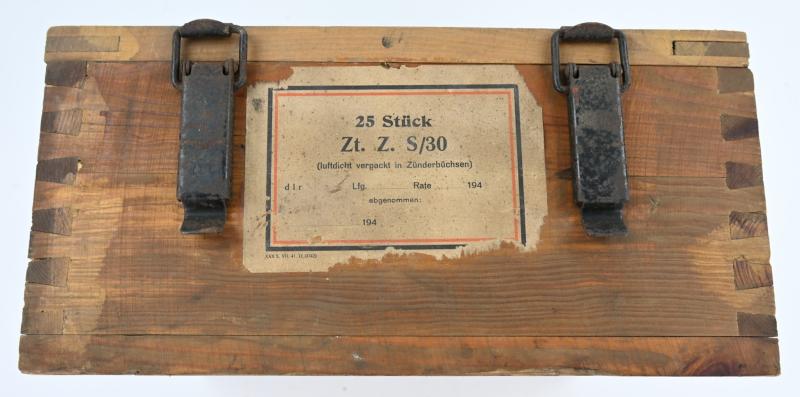 25 Stück
Zt. Z. S/30
(luftdicht verpackt in Zünderbüchsen)
dlr Lfg. Rate 194
abgenommen:
194